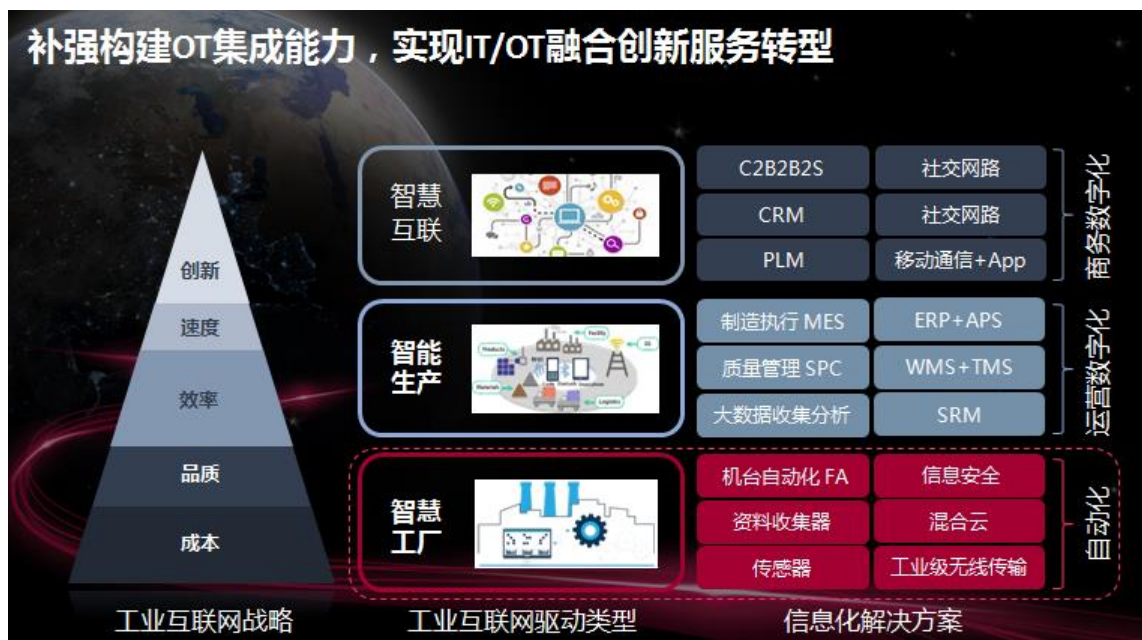 补强构建OT集成能力，实现IT/OT融合创新服务转型
创新
速度
效率
品质
成本
工业互联网战略
智慧
互联
智能
生产
Products
Facility
Materials
Logistics
智慧
工厂
工业互联网驱动类型
C2B2B2S
社交网路
CRM
社交网路
PLM
移动通信+App
商务数字化
制造执行 MES
ERP+APS
质量管理 SPC
WMS+TMS
大数据收集分析
SRM
运营数字化
机台自动化 FA
信息安全
资料收集器
混合云
传感器
工业级无线传输
自动化
信息化解决方案